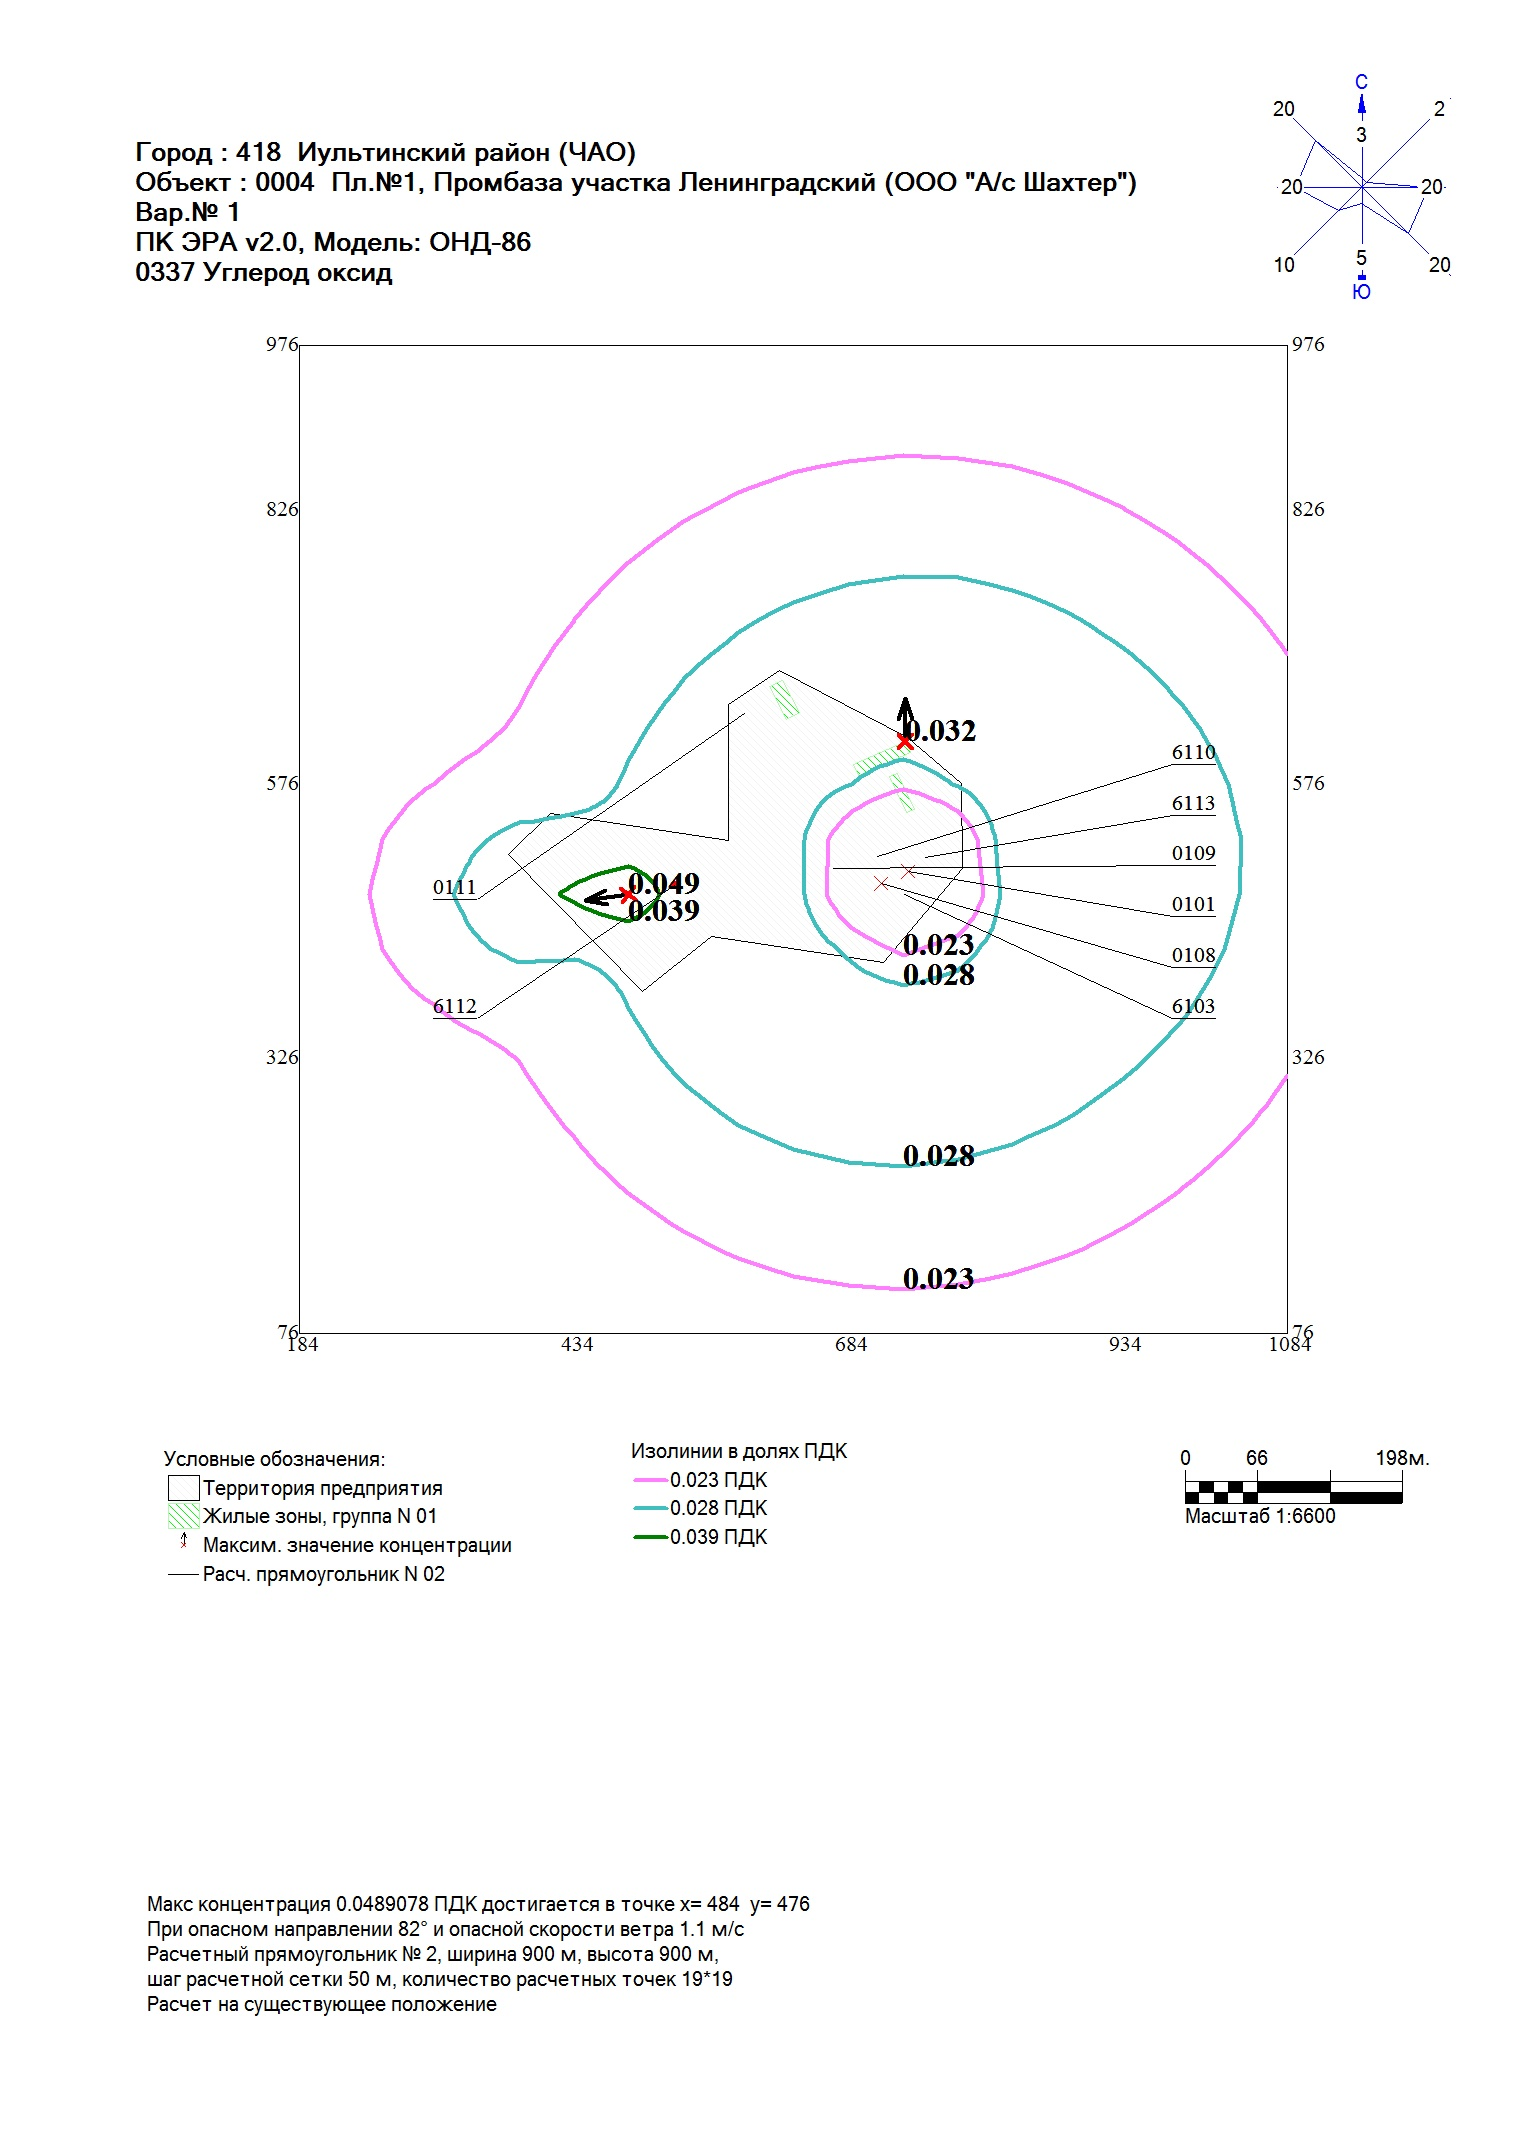 Город : 418 Иультинский район (ЧАО)
Объект : 0004 Пл.№1, Промбаза участка Ленинградский (ООО "А/с Шахтер")
Вар.№ 1
ПК ЭРА v2.0, Модель: ОНД-86
0337 Углерод оксид
С
20
2
3
20
20
10
5
20
Ю
976
976
826
826
0.032
6110
576
576
6113
0109
0111
0.049
0101
0.039
0.023
0108
0.028
6112
6103
326
326
0.028
0.023
76
76
184
434
684
934
1084
Условные обозначения:
Территория предприятия
Жилые зоны, группа N 01
Максим. значение концентрации
Расч. прямоугольник N 02
Изолинии в долях ПДК
0.023 ПДК
0.028 ПДК
0.039 ПДК
0 66 198м.
Масштаб 1:6600
Макс концентрация 0.0489078 ПДК достигается в точке x= 484 y= 476
При опасном направлении 82° и опасной скорости ветра 1.1 м/с
Расчетный прямоугольник № 2, ширина 900 м, высота 900 м,
шаг расчетной сетки 50 м, количество расчетных точек 19*19
Расчет на существующее положение